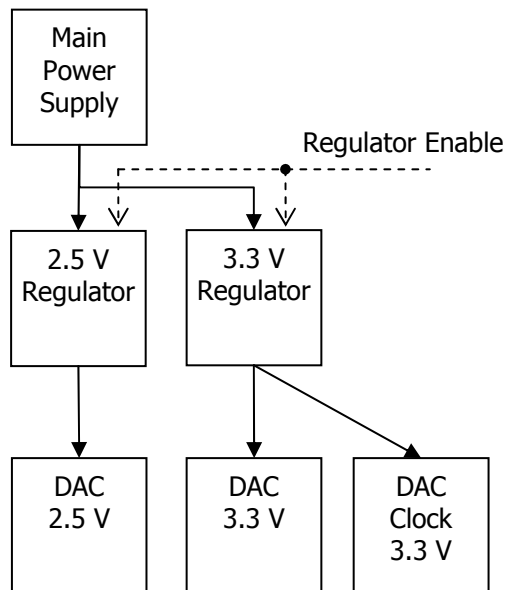 Main
Power
Supply
Regulator Enable
2.5 V
Regulator
3.3 V
Regulator
DAC
2.5 V
DAC
3.3 V
DAC
Clock
3.3 V